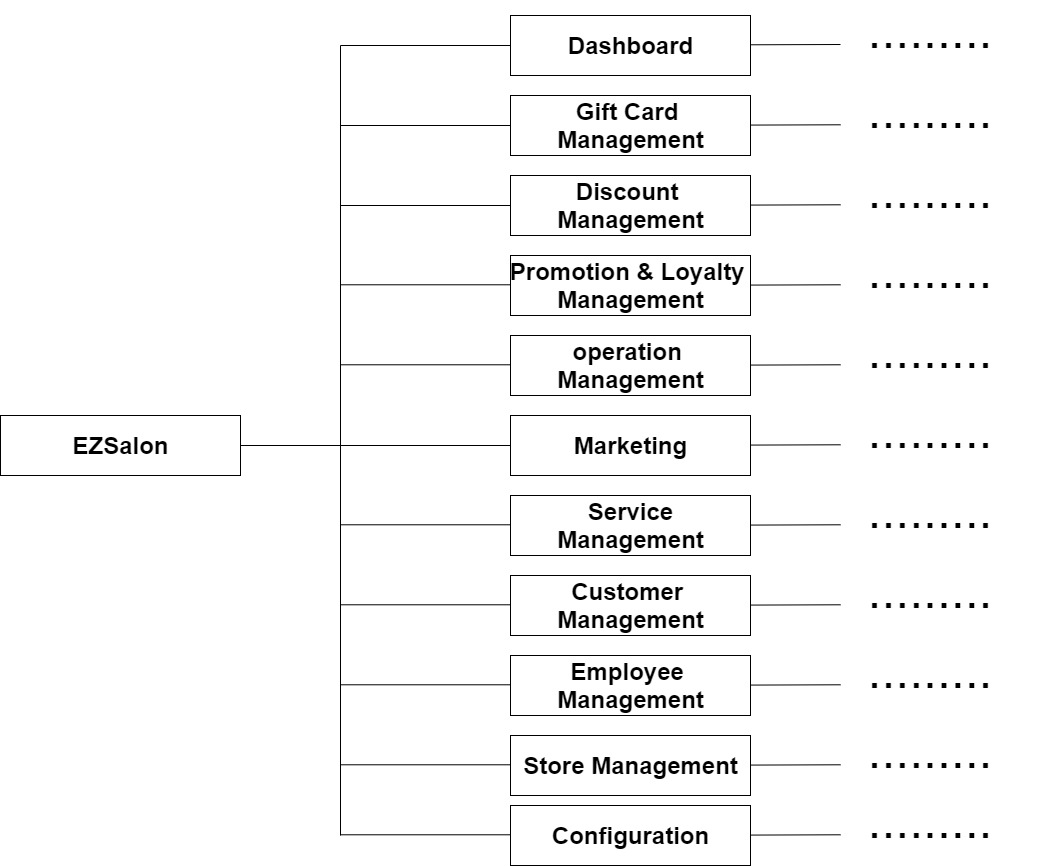 Dashboard
.........
Gift Card
Management
.........
Discount
Management
.........
Promotion & Loyalty
Management
.........
operation
Management
.........
EZSalon
Marketing
.........
Service
Management
.........
Customer
Management
.........
Employee
Management
.........
Store Management
.........
Configuration
.........